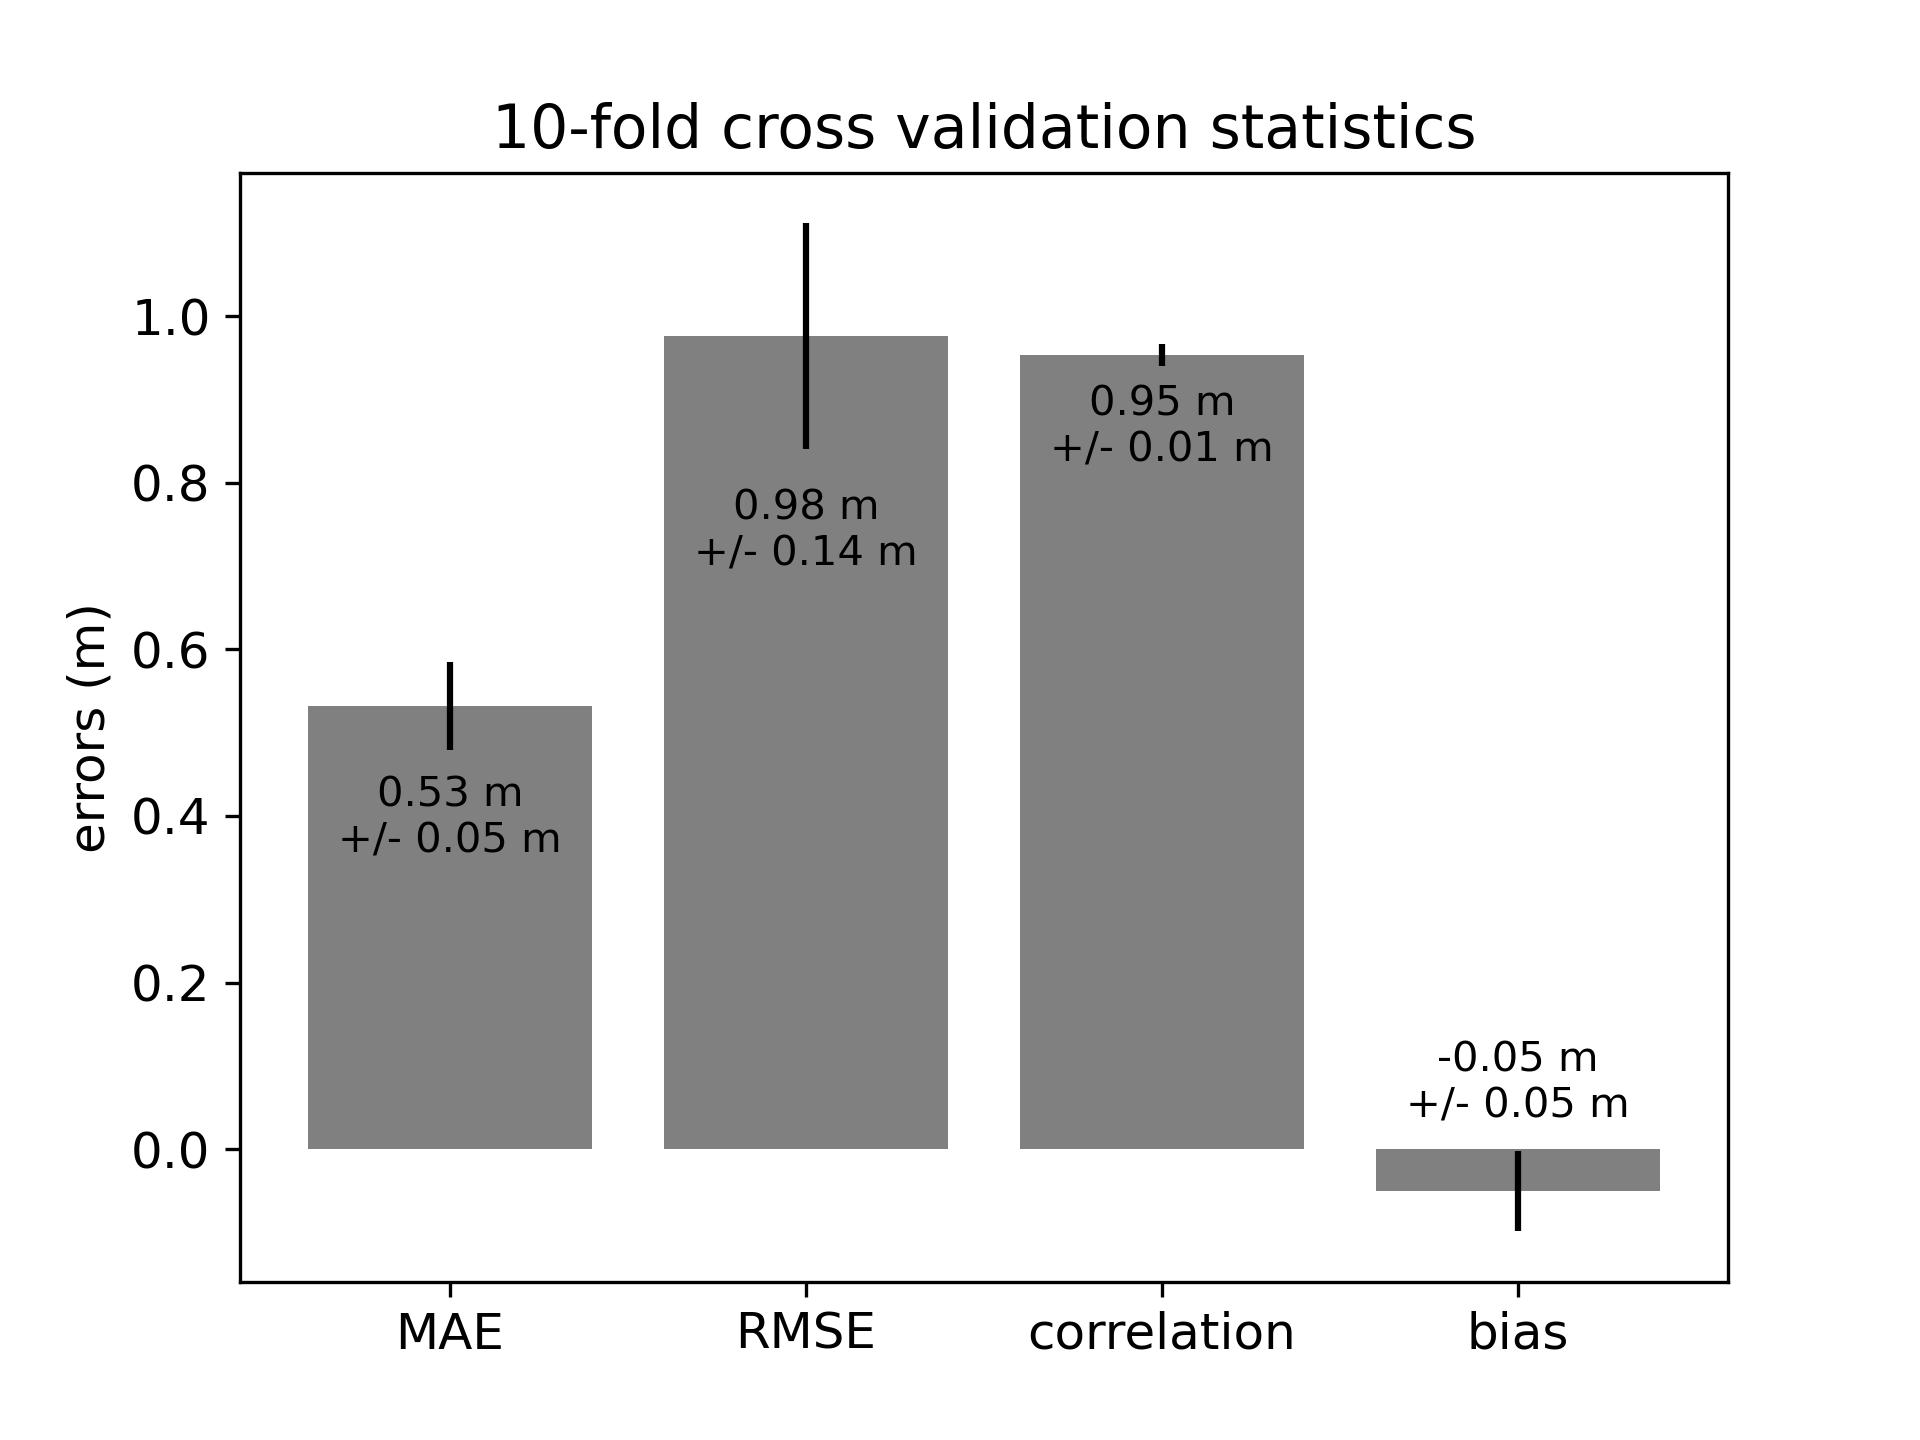 10-fold cross validation statistics
errors (m)
1.0
0.8
0.6
0.4
0.2
0.0
0.53 m
+/- 0.05 m
0.98 m
+/- 0.14 m
0.95 m
+/- 0.01 m
-0.05 m
+/- 0.05 m
MAE
RMSE
correlation
bias